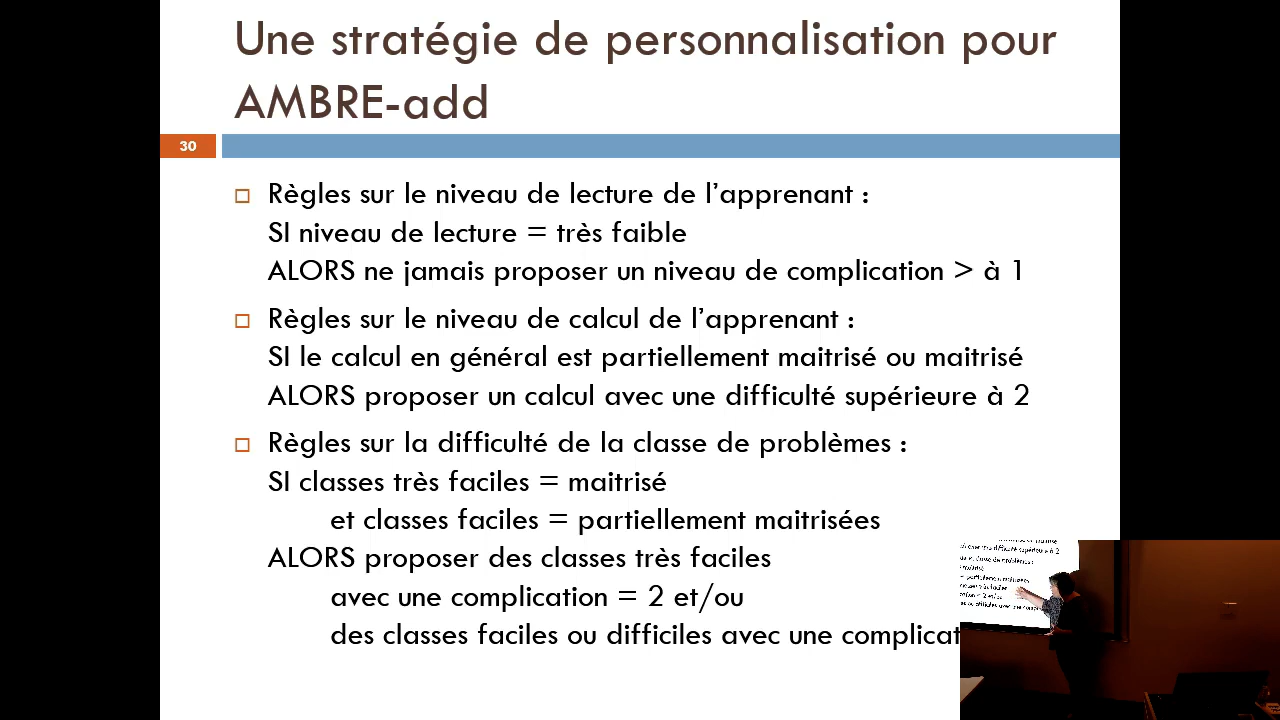 Une stratégie de personnalisation pour
AMBRE-add
30
Règles sur le niveau de lecture de l'apprenant :
SI niveau de lecture = très faible
ALORS ne jamais proposer un niveau de complication > à 1
Règles sur le niveau de calcul de l'apprenant :
SI le calcul en général est partiellement maitrisé ou maitrisé
ALORS proposer un calcul avec une difficulté supérieure à 2
Règles sur la difficulté de la classe de problèmes :
SI classes très faciles = maitrisé
et classes faciles = partiellement maitrisées
ALORS proposer des classes très faciles
avec une complication = 2 et/ou
des classes faciles ou difficiles avec une complicat